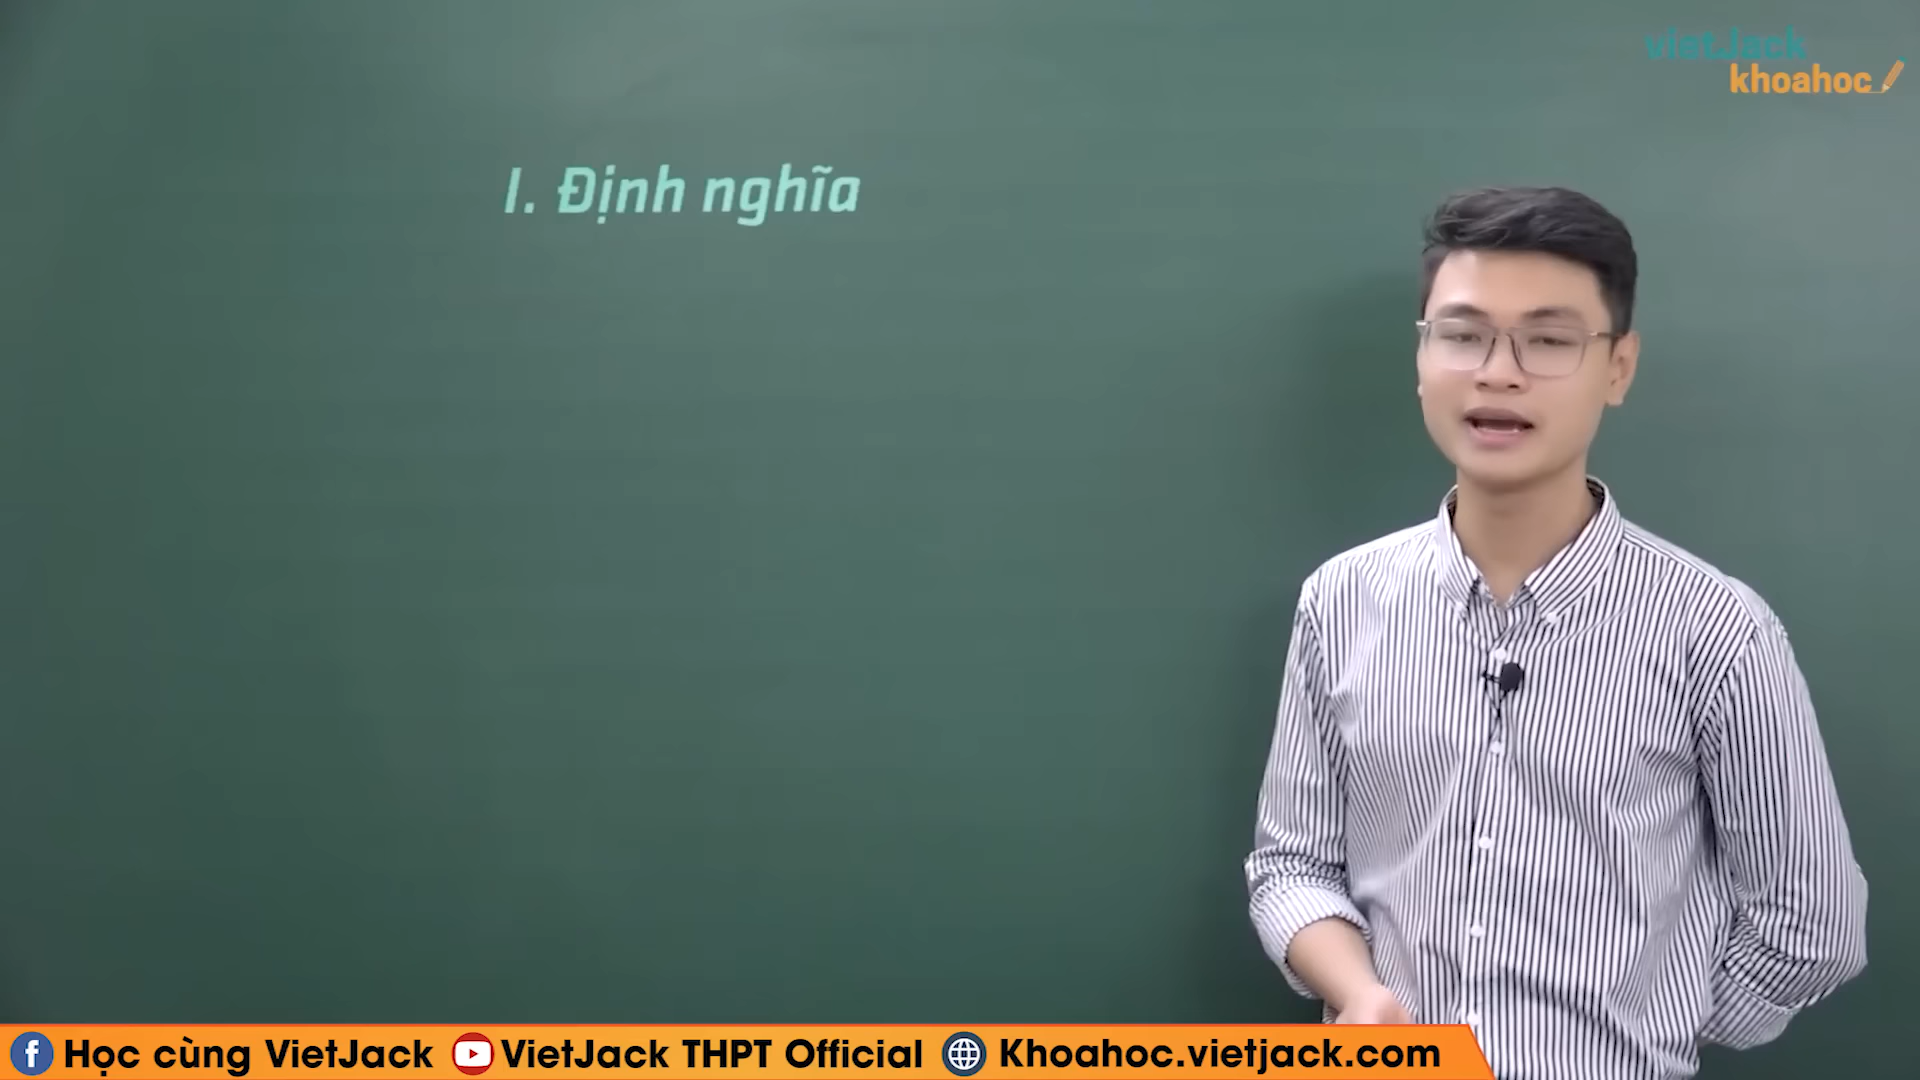 vietJack
khoahoc
I. Định nghĩa
Học cùng VietJack
VietJack THPT Official
Khoahoc.vietjack.com